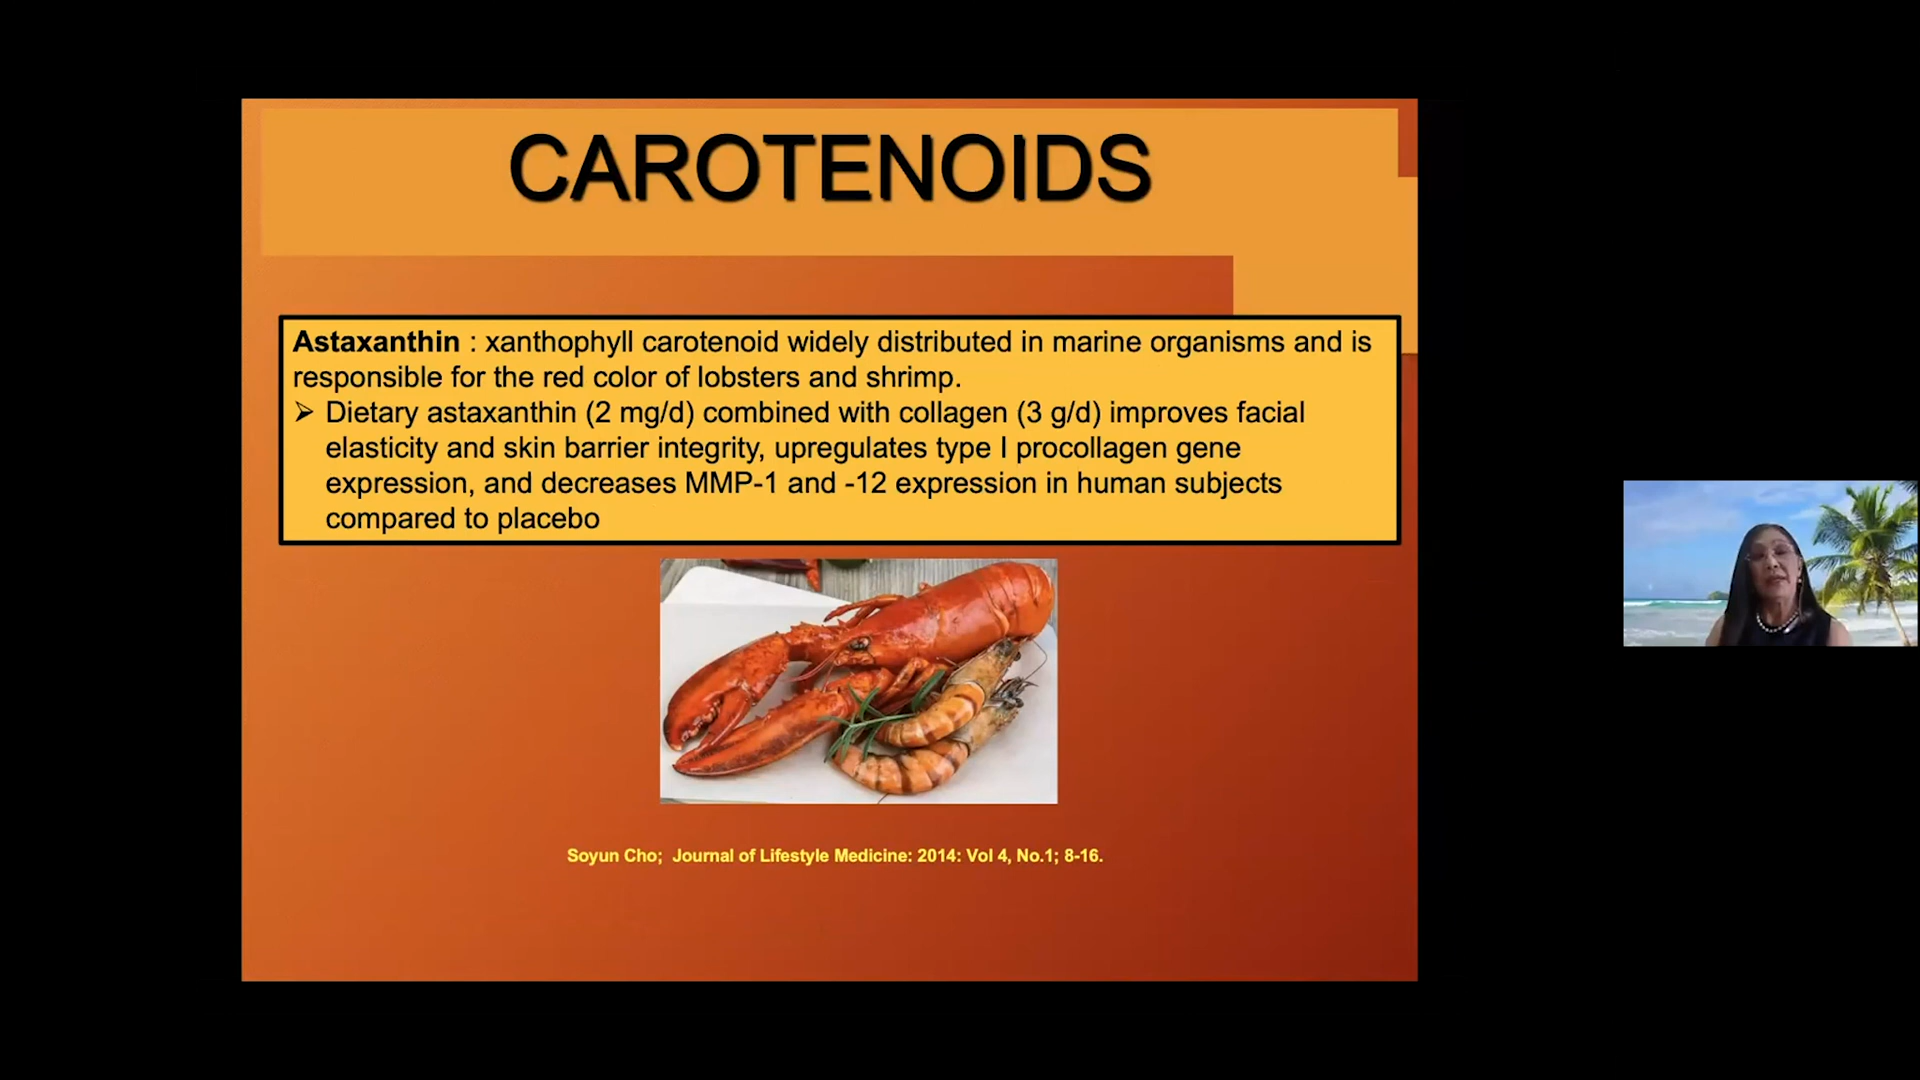 CAROTENOIDS
Astaxanthin : xanthophyll carotenoid widely distributed in marine organisms and is
responsible for the red color of lobsters and shrimp.
➢ Dietary astaxanthin (2 mg/d) combined with collagen (3 g/d) improves facial
elasticity and skin barrier integrity, upregulates type I procollagen gene
expression, and decreases MMP-1 and -12 expression in human subjects
compared to placebo
Soyun Cho; Journal of Lifestyle Medicine: 2014: Vol 4, No.1; 8-16.